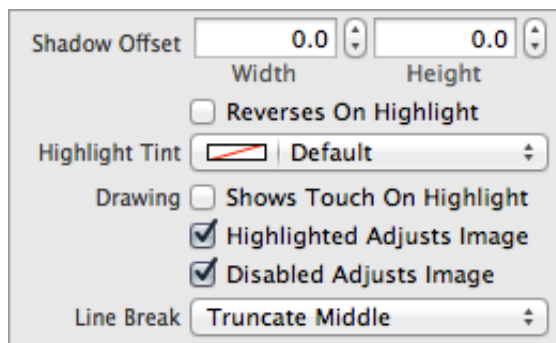 Shadow Offset 0.0 0.0
Width Height
Reverses On Highlight
Highlight Tint Default
Drawing Shows Touch On Highlight
Highlighted Adjusts Image
Disabled Adjusts Image
Line Break Truncate Middle